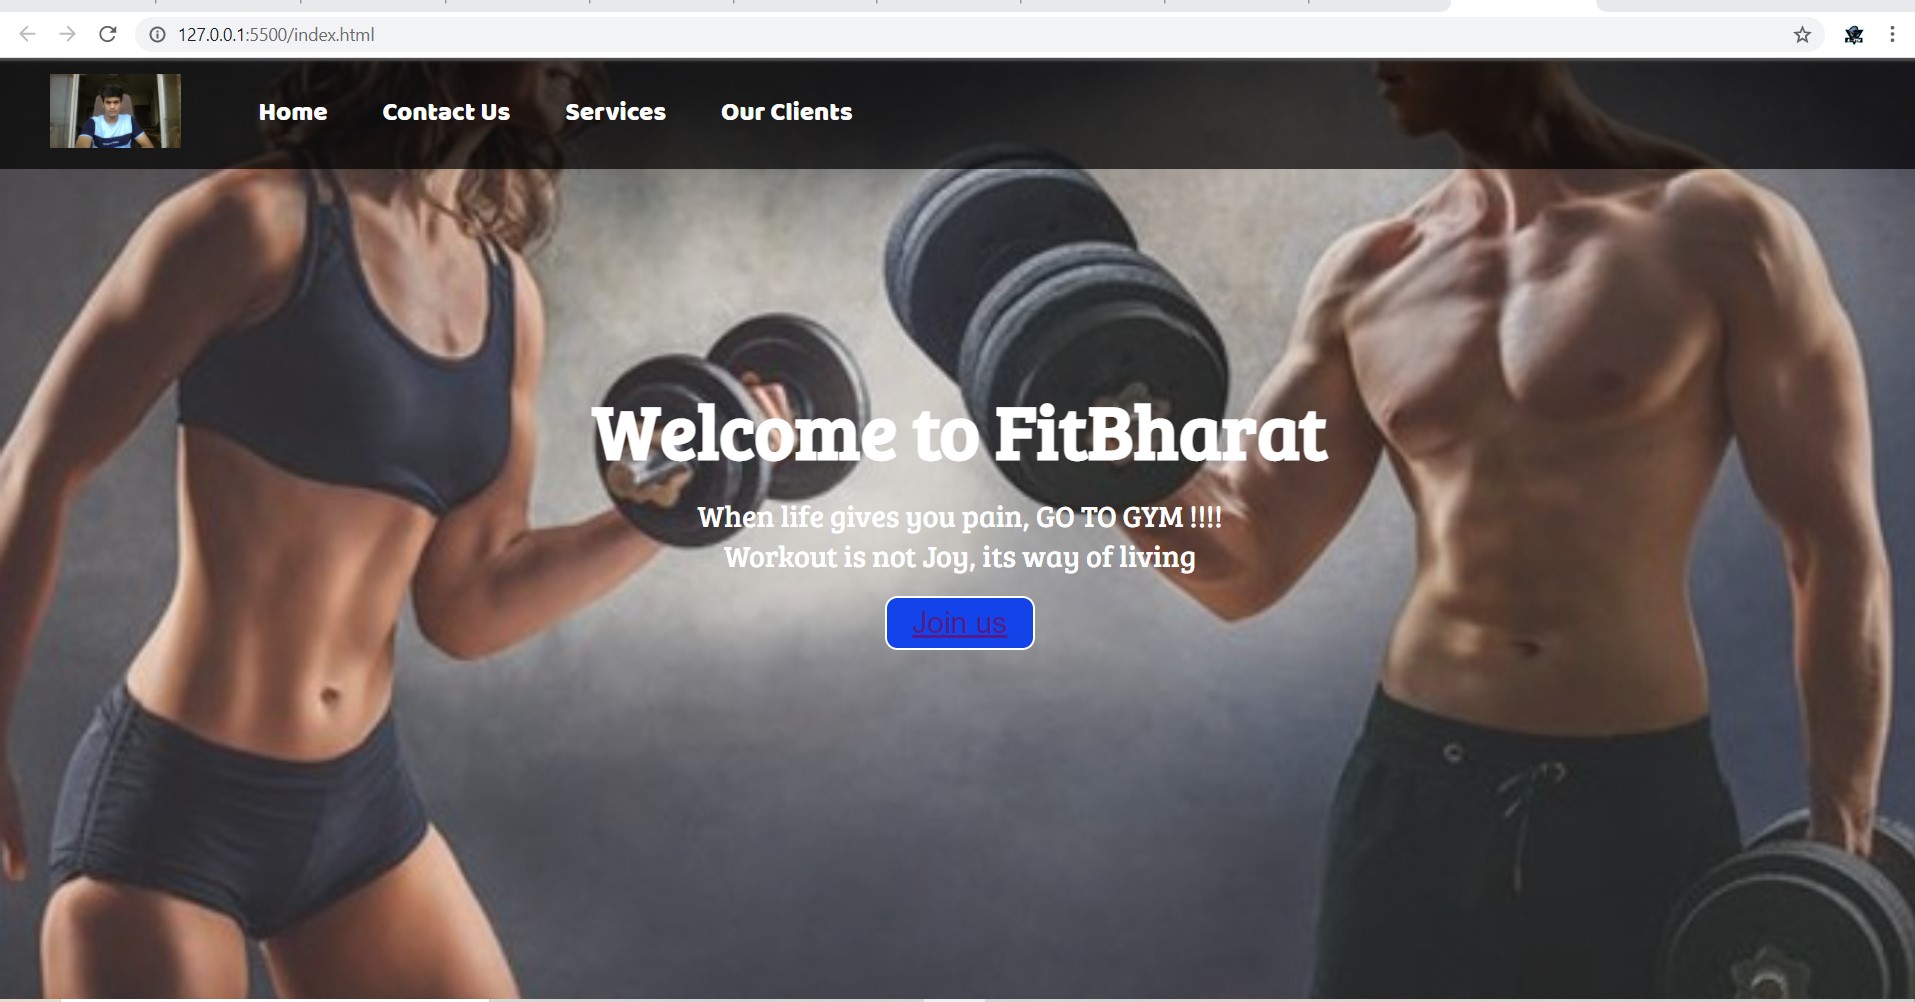 127.0.0.1:5500/index.html
Home Contact Us Services Our Clients
Welcome to FitBharat
When life gives you pain, GO TO GYM !!!!
Workout is not Joy, its way of living
Join us